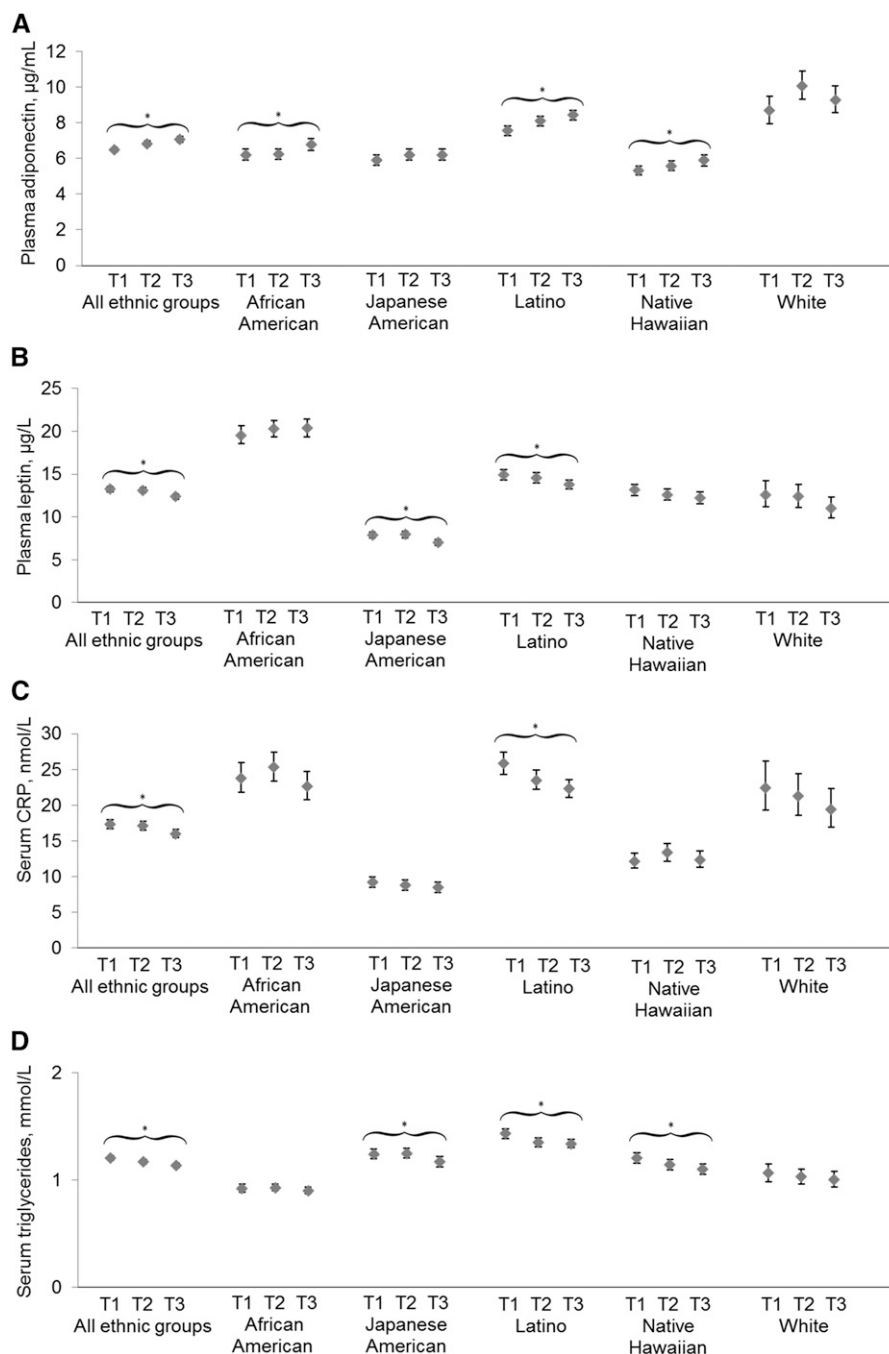 A
Plasma adiponectin, µg/mL
12
10
8
6
4
2
0
*
*
*
*
T1 T2 T3
All ethnic groups
T1 T2 T3
African
American
T1 T2 T3
Japanese
American
T1 T2 T3
Latino
T1 T2 T3
Native
Hawaiian
T1 T2 T3
White
B
Plasma leptin, µg/L
25
20
15
10
5
0
*
*
*
T1 T2 T3
All ethnic groups
T1 T2 T3
African
American
T1 T2 T3
Japanese
American
T1 T2 T3
Latino
T1 T2 T3
Native
Hawaiian
T1 T2 T3
White
C
Serum CRP, nmol/L
30
25
20
15
10
5
0
*
*
T1 T2 T3
All ethnic groups
T1 T2 T3
African
American
T1 T2 T3
Japanese
American
T1 T2 T3
Latino
T1 T2 T3
Native
Hawaiian
T1 T2 T3
White
D
Serum triglycerides, mmol/L
2
1
0
*
*
*
*
T1 T2 T3
All ethnic groups
T1 T2 T3
African
American
T1 T2 T3
Japanese
American
T1 T2 T3
Latino
T1 T2 T3
Native
Hawaiian
T1 T2 T3
White